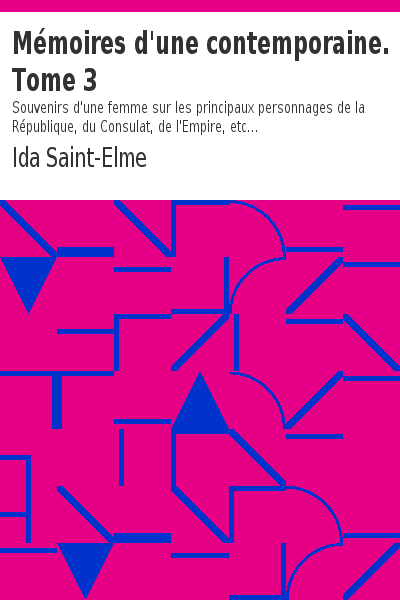 Mémoires d'une contemporaine.
Tome 3
Souvenirs d'une femme sur les principaux personnages de la
République, du Consulat, de l'Empire, etc...
Ida Saint-Elme